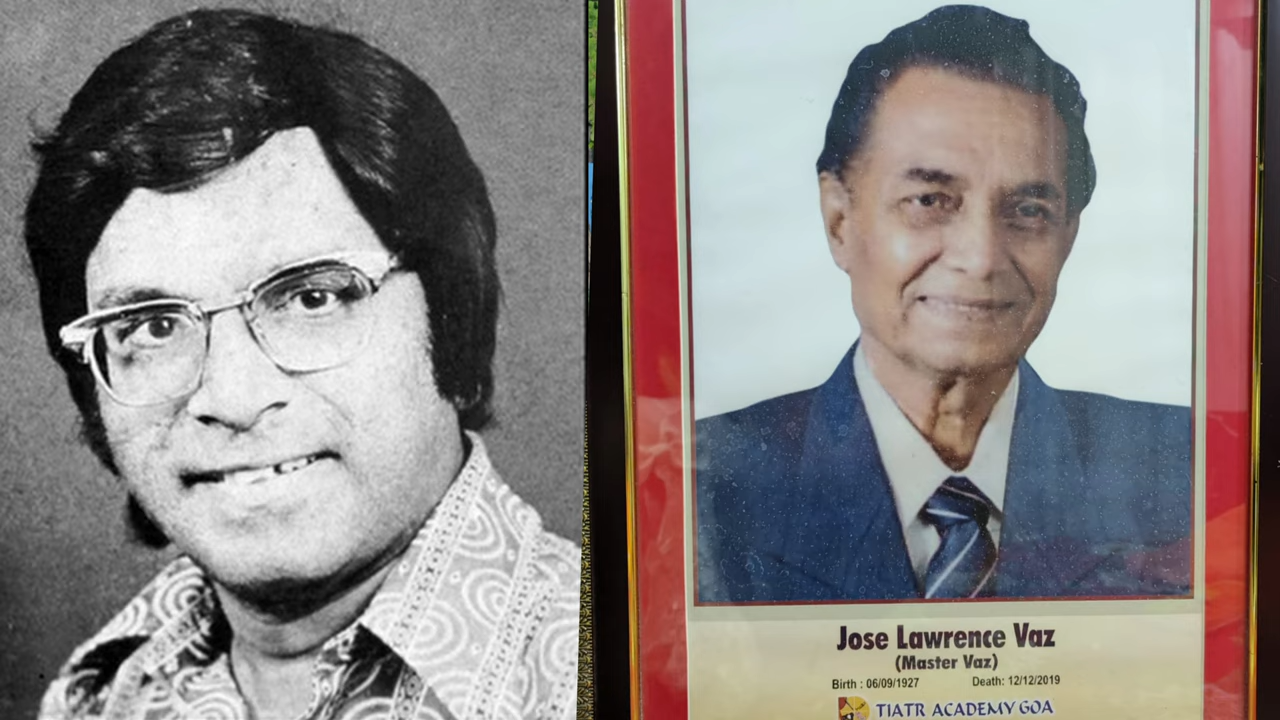 Jose Lawrence Vaz
(Master Vaz)
Birth : 06/09/1927 Death: 12/12/2019
TIATR ACADEMY GOA